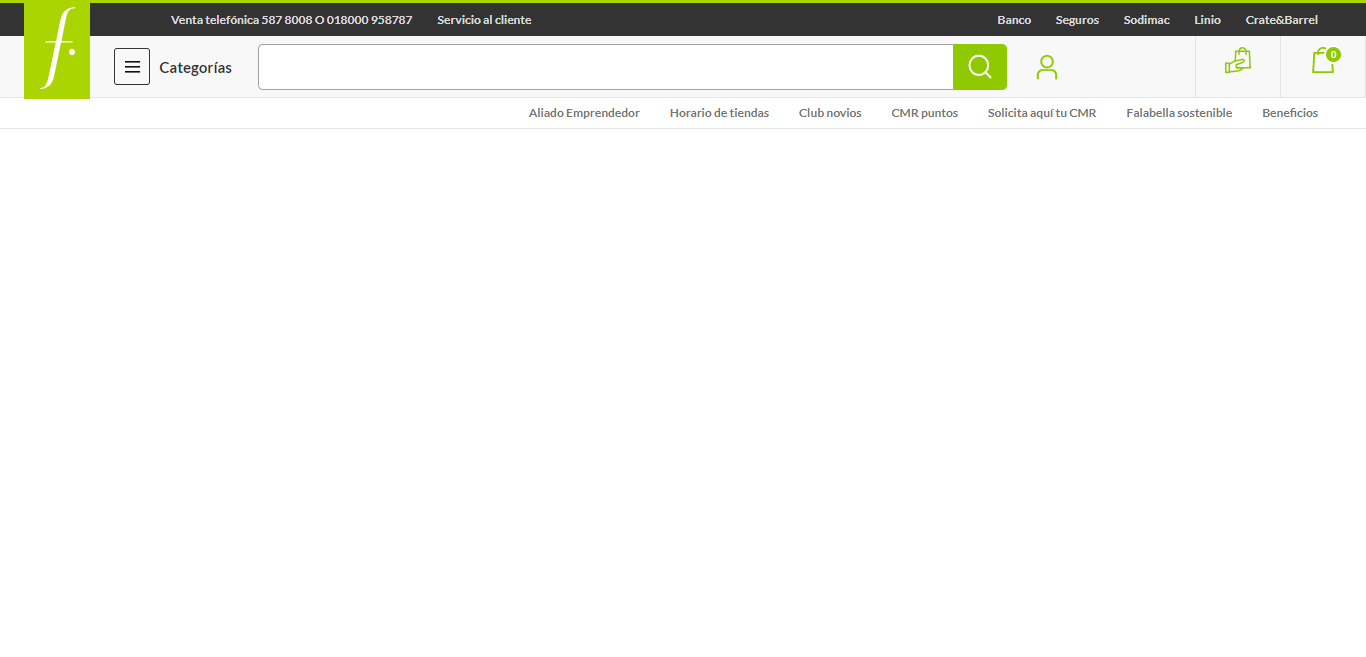 Venta telefónica 587 8008 O 018000 958787 Servicio al cliente Banco Seguros Sodimac Linio Crate&Barrel
f.
Categorías
0
Aliado Emprendedor Horario de tiendas Club novios CMR puntos Solicita aquí tu CMR Falabella sostenible Beneficios